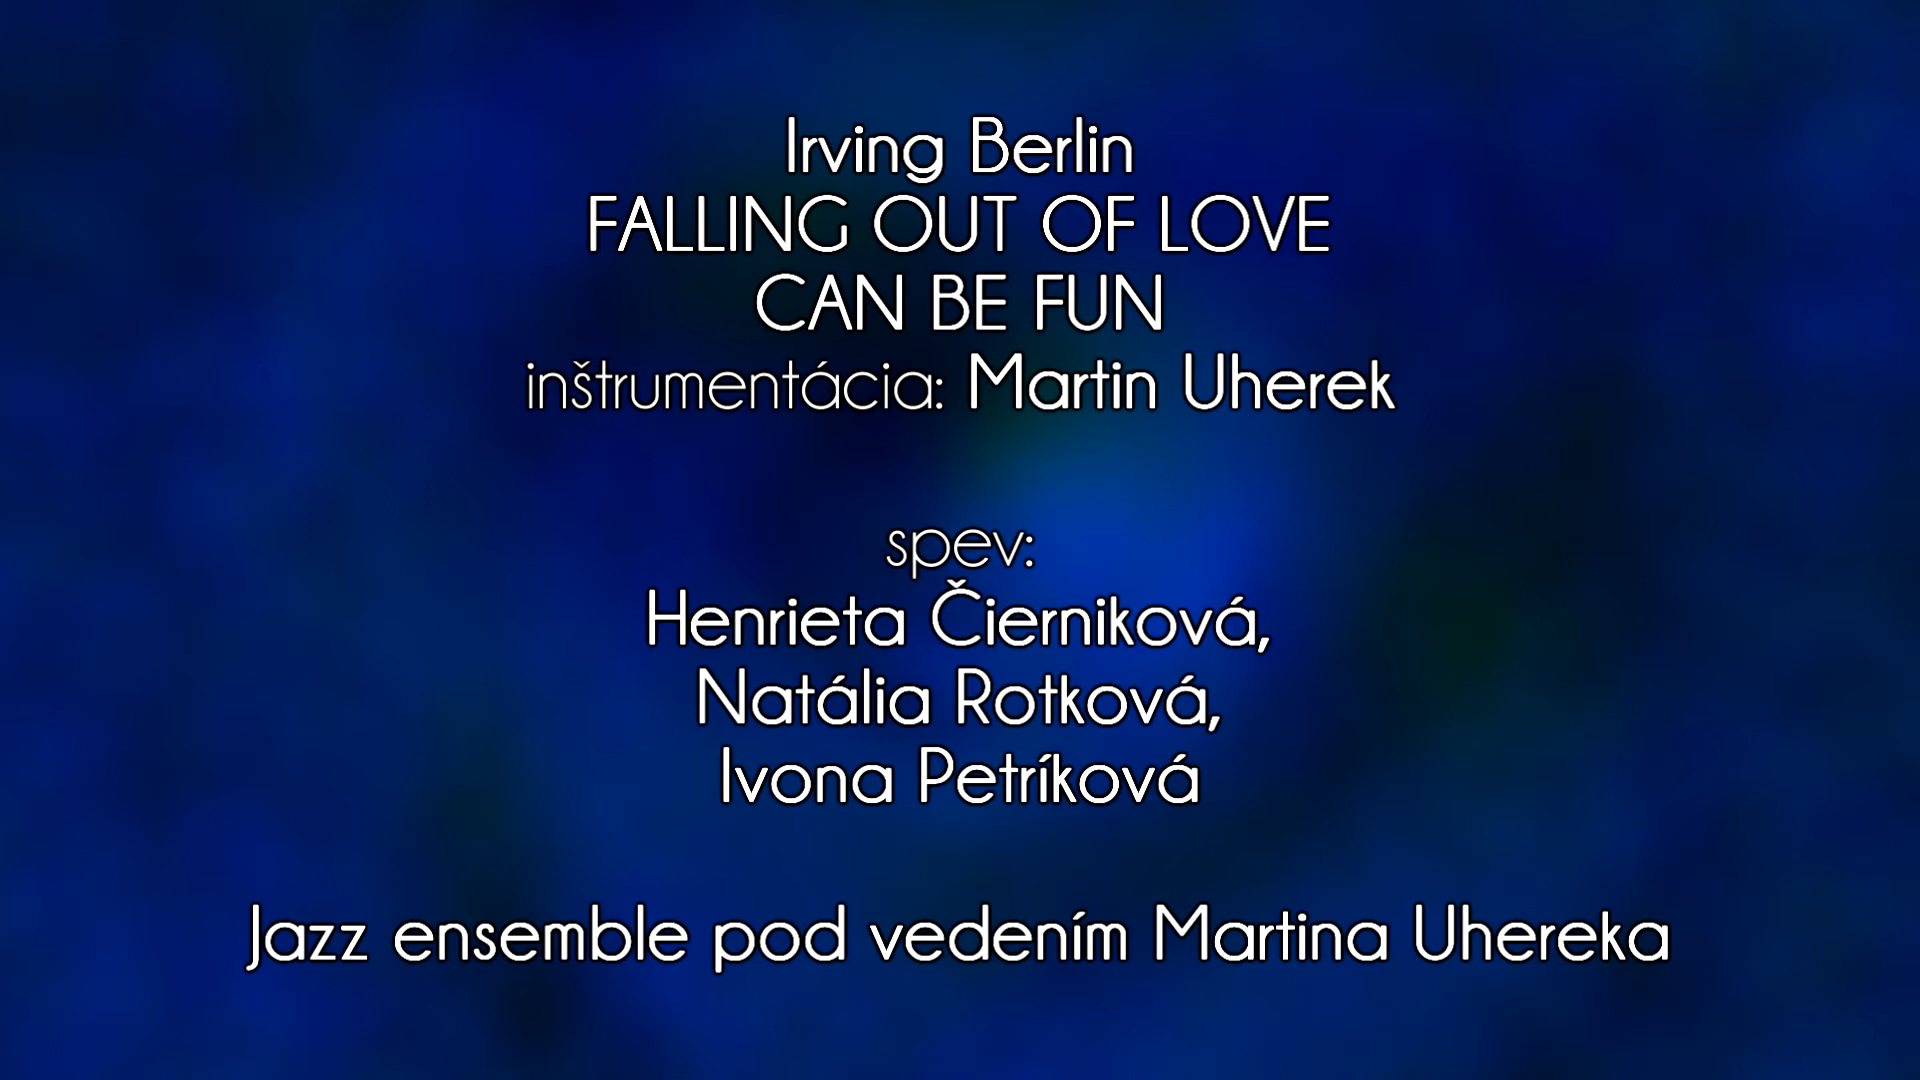 Irving Berlin
FALLING OUT OF LOVE
CAN BE FUN
inštrumentácia: Martin Uherek
spev:
Henrieta Čierniková,
Natália Rotková,
Ivona Petríková
Jazz ensemble pod vedením Martina Uhereka